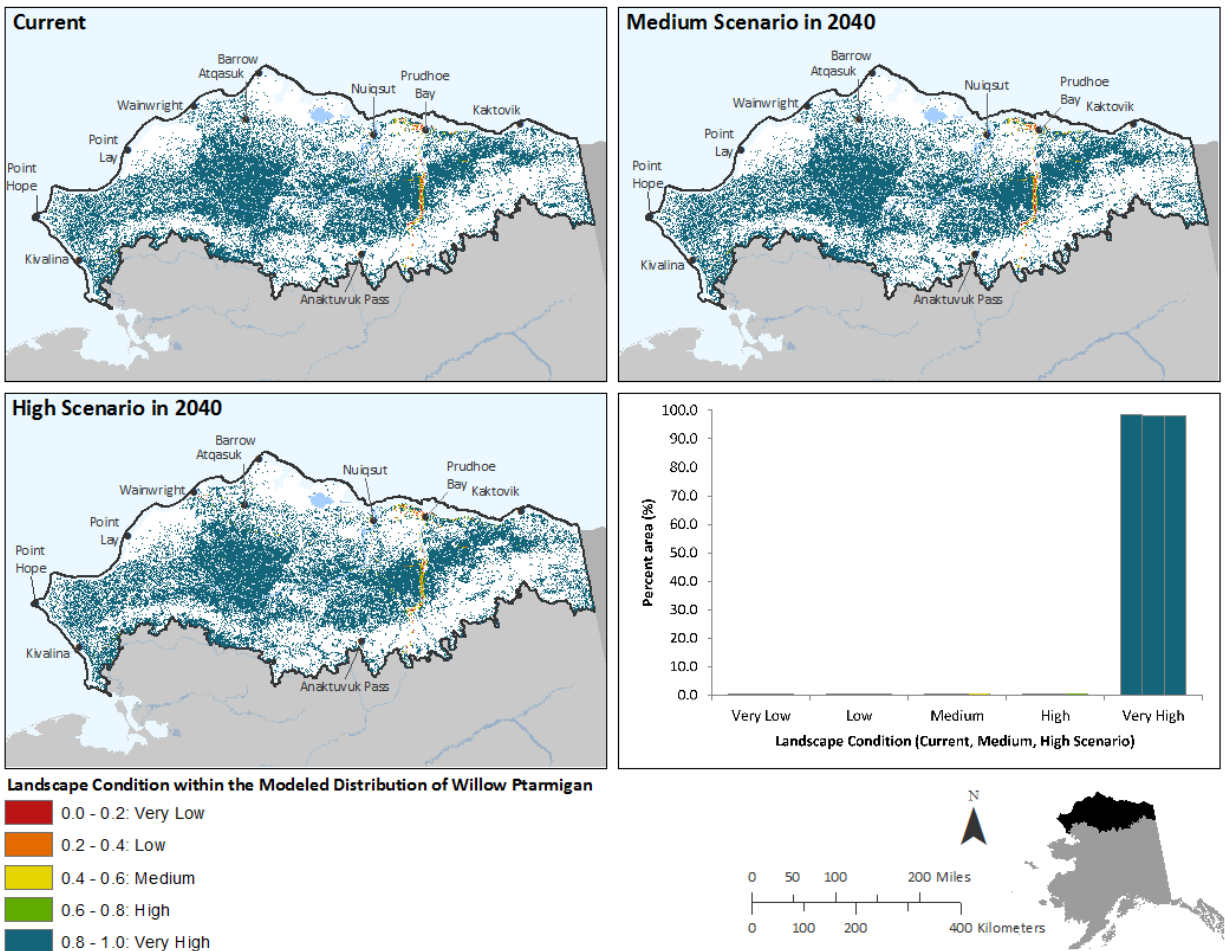 Current
Barrow
Atqasuk
Wainwright
Point
Lay
Point
Hope
Kivalina
Nuiqsut
Prudhoe
Bay
Kaktovik
Anaktuvuk Pass
Medium Scenario in 2040
Barrow
Atqasuk
Wainwright
Point
Lay
Point
Hope
Kivalina
Nuiqsut
Prudhoe
Bay
Kaktovik
Anaktuvuk Pass
High Scenario in 2040
Barrow
Atqasuk
Wainwright
Point
Lay
Point
Hope
Kivalina
Nuiqsut
Prudhoe
Bay
Kaktovik
Anaktuvuk Pass
100.0
90.0
80.0
70.0
60.0
50.0
40.0
30.0
20.0
10.0
0.0
Percent area (%)
Very Low Low Medium High Very High
Landscape Condition (Current, Medium, High Scenario)
Landscape Condition within the Modeled Distribution of Willow Ptarmigan
0.0 - 0.2: Very Low
0.2 - 0.4: Low
0.4 - 0.6: Medium
0.6 - 0.8: High
0.8 - 1.0: Very High
N
0 50 100 200 Miles
0 100 200 400 Kilometers